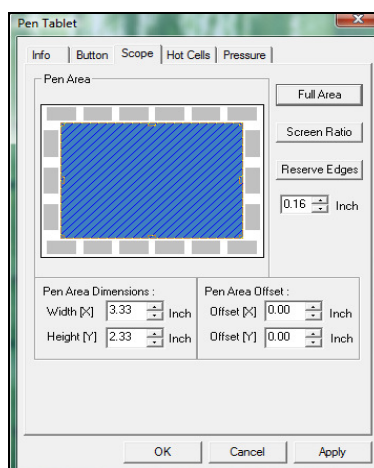 Pen Tablet
Info Button Scope Hot Cells Pressure
Pen Area
Full Area
Screen Ratio
Reserve Edges
0.16 Inch
Pen Area Dimensions :
Width [X] 3.33 Inch
Height [Y] 2.33 Inch
Pen Area Offset :
Offset [X] 0.00 Inch
Offset [Y] 0.00 Inch
OK Cancel Apply